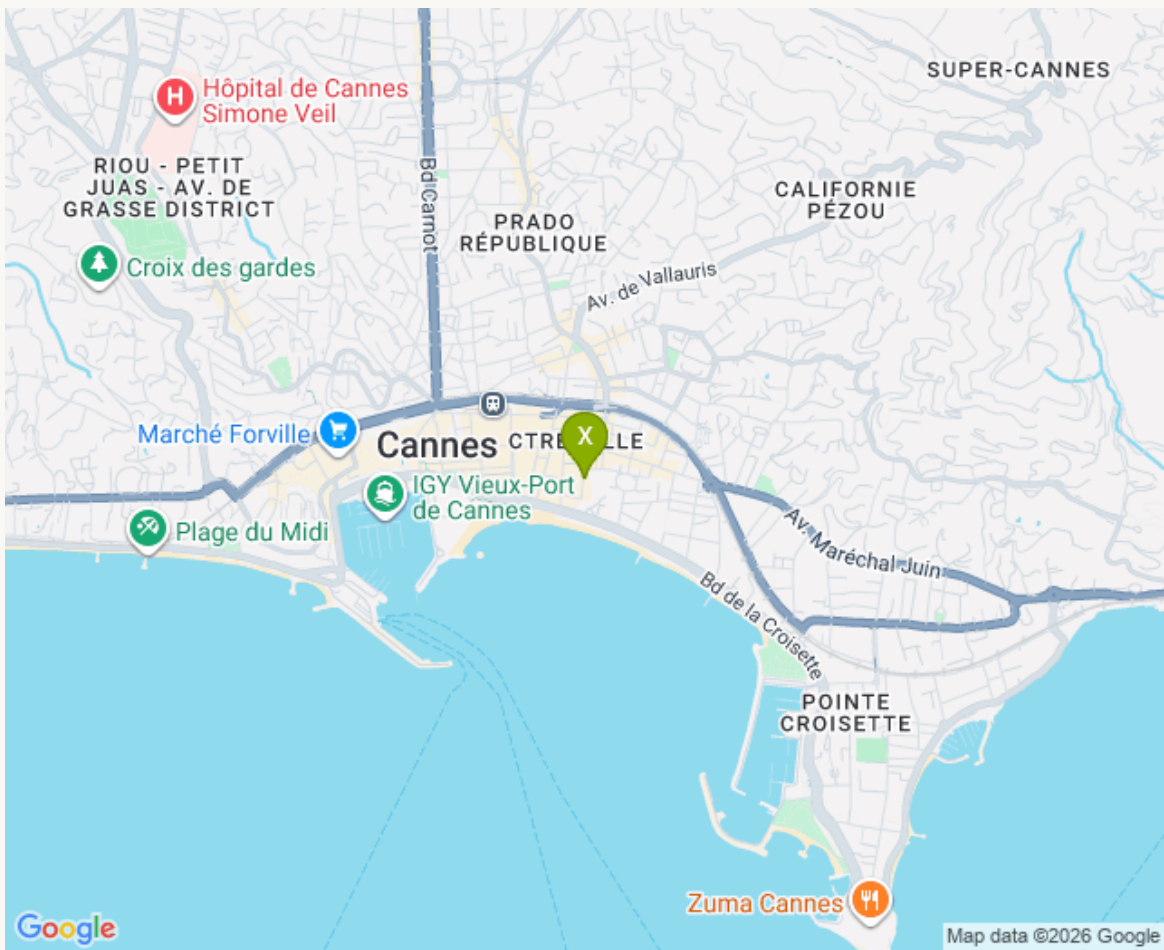 SUPER-CANNES
Hôpital de Cannes
Simone Veil
H
RIOU - PETIT
JUAS - AV. DE
GRASSE DISTRICT
Bd Carnot
CALIFORNIE
PÉZOU
PRADO
RÉPUBLIQUE
Croix des gardes
Av. de Vallauris
Marché Forville
Cannes
X
IGY Vieux-Port
de Cannes
Plage du Midi
Av. Maréchal Juin
Bd de la Croisette
POINTE
CROISETTE
Zuma Cannes
Google
Map data ©2026 Google